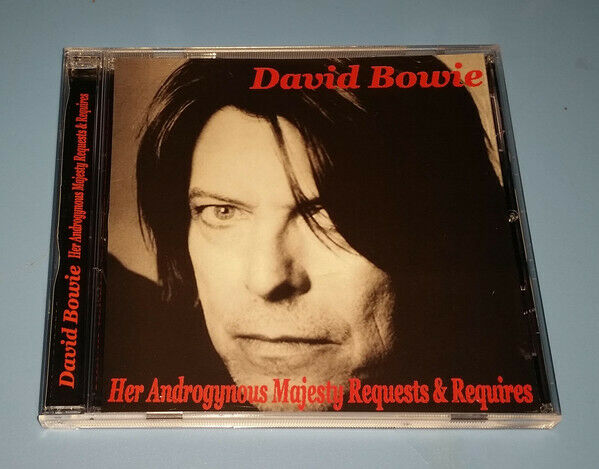 David Bowie
Her Androgynous Majesty Requests & Requires
David Bowie Her Androgynous Majesty Requests & Requires